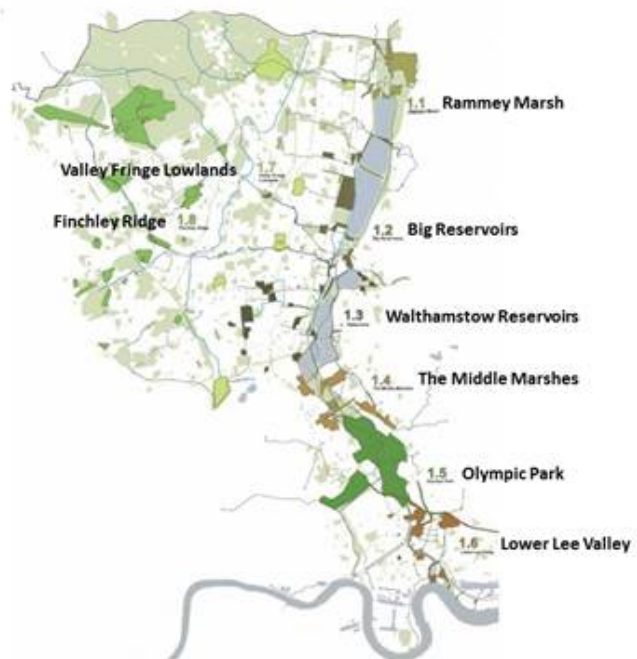 1.1 Rammey Marsh
Valley Fringe Lowlands 1.7
Finchley Ridge 1.8
1.2 Big Reservoirs
1.3 Walthamstow Reservoirs
1.4 The Middle Marshes
1.5 Olympic Park
1.6 Lower Lee Valley